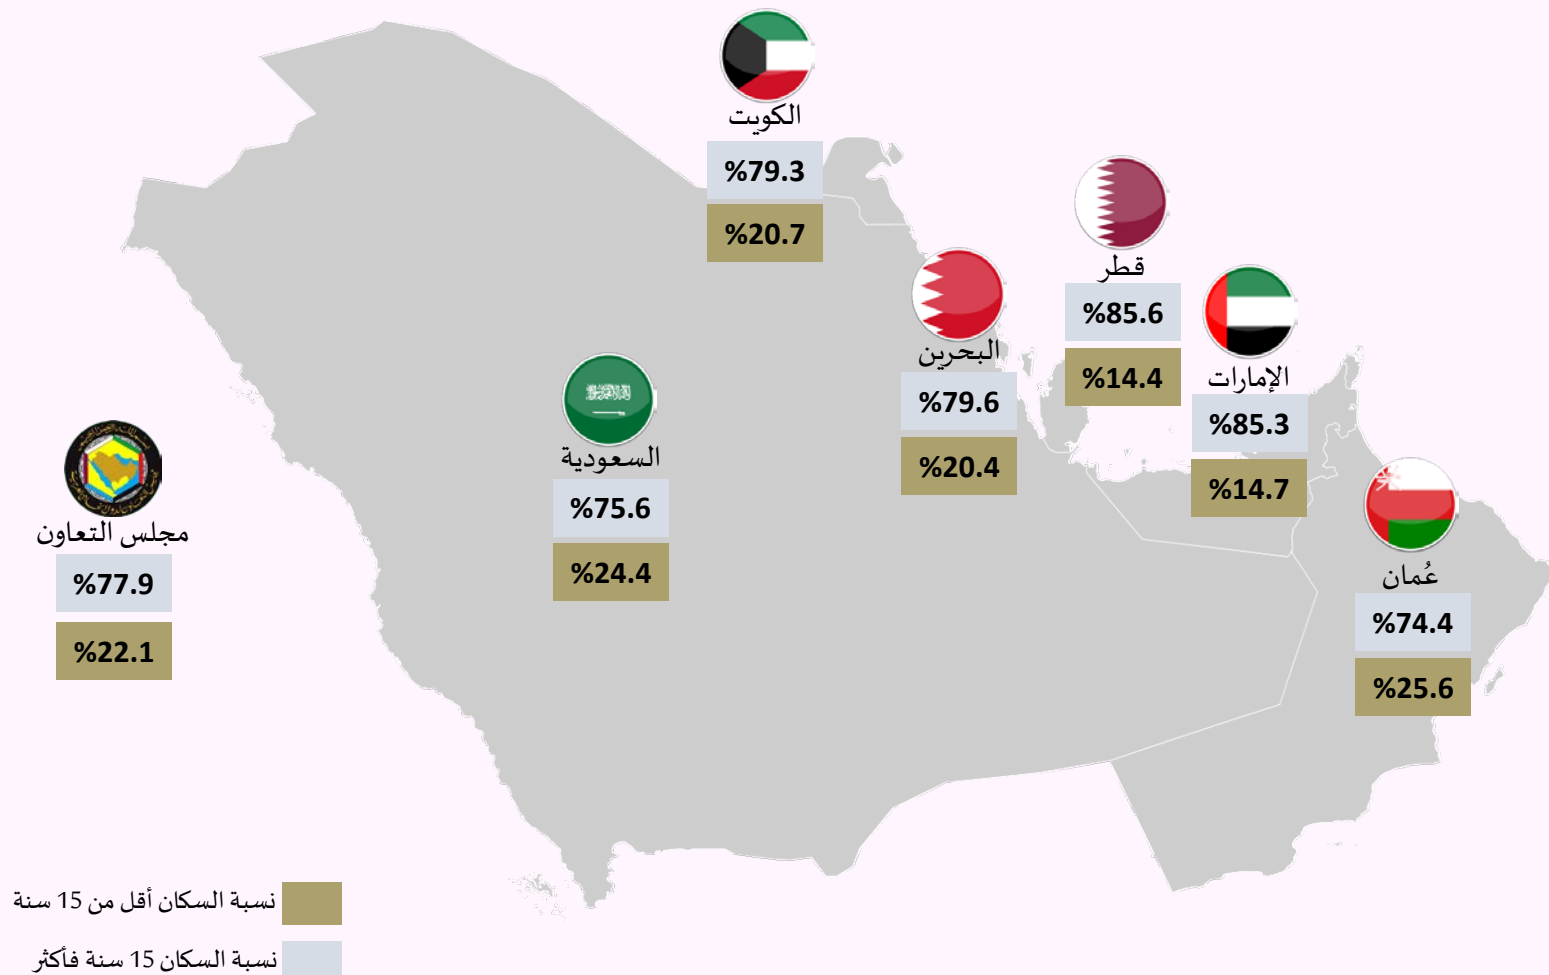 الكويت
%79.3
%20.7
قطر
%85.6
%14.4
البحرين
%79.6
%20.4
الإمارات
%85.3
%14.7
السعودية
%75.6
%24.4
عُمان
%74.4
%25.6
مجلس التعاون
%77.9
%22.1
نسبة السكان أقل من 15 سنة
نسبة السكان 15 سنة فأكثر